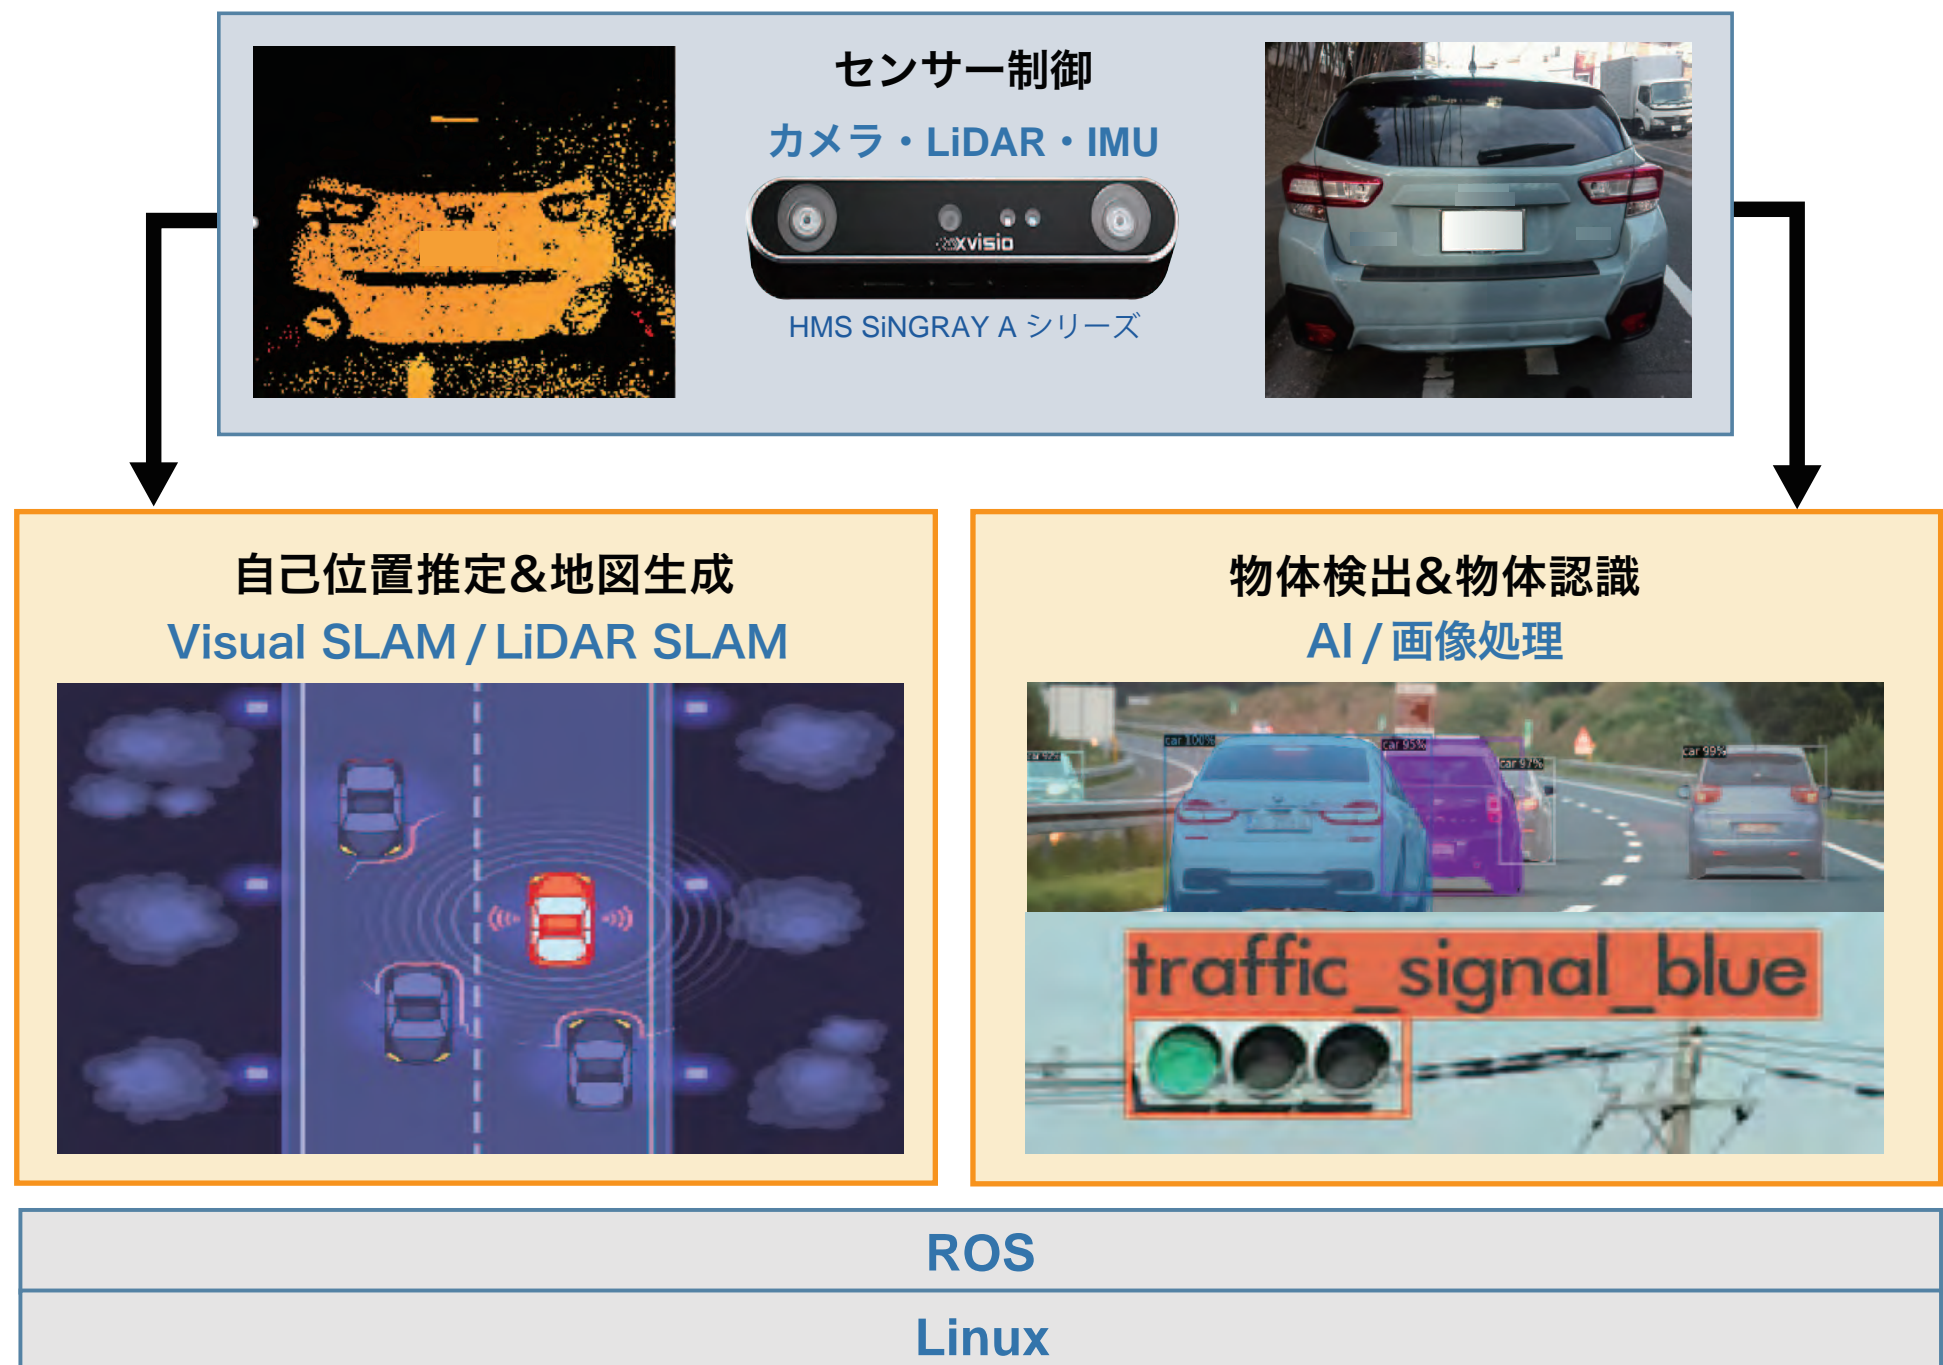 センサー制御
カメラ・LiDAR・IMU
xvisio
HMS SiNGRAY A シリーズ
自己位置推定&地図生成
Visual SLAM / LiDAR SLAM
物体検出&物体認識
AI / 画像処理
car 100%
car 95%
car 97%
car 99%
car 92%
traffic_signal_blue
ROS
Linux